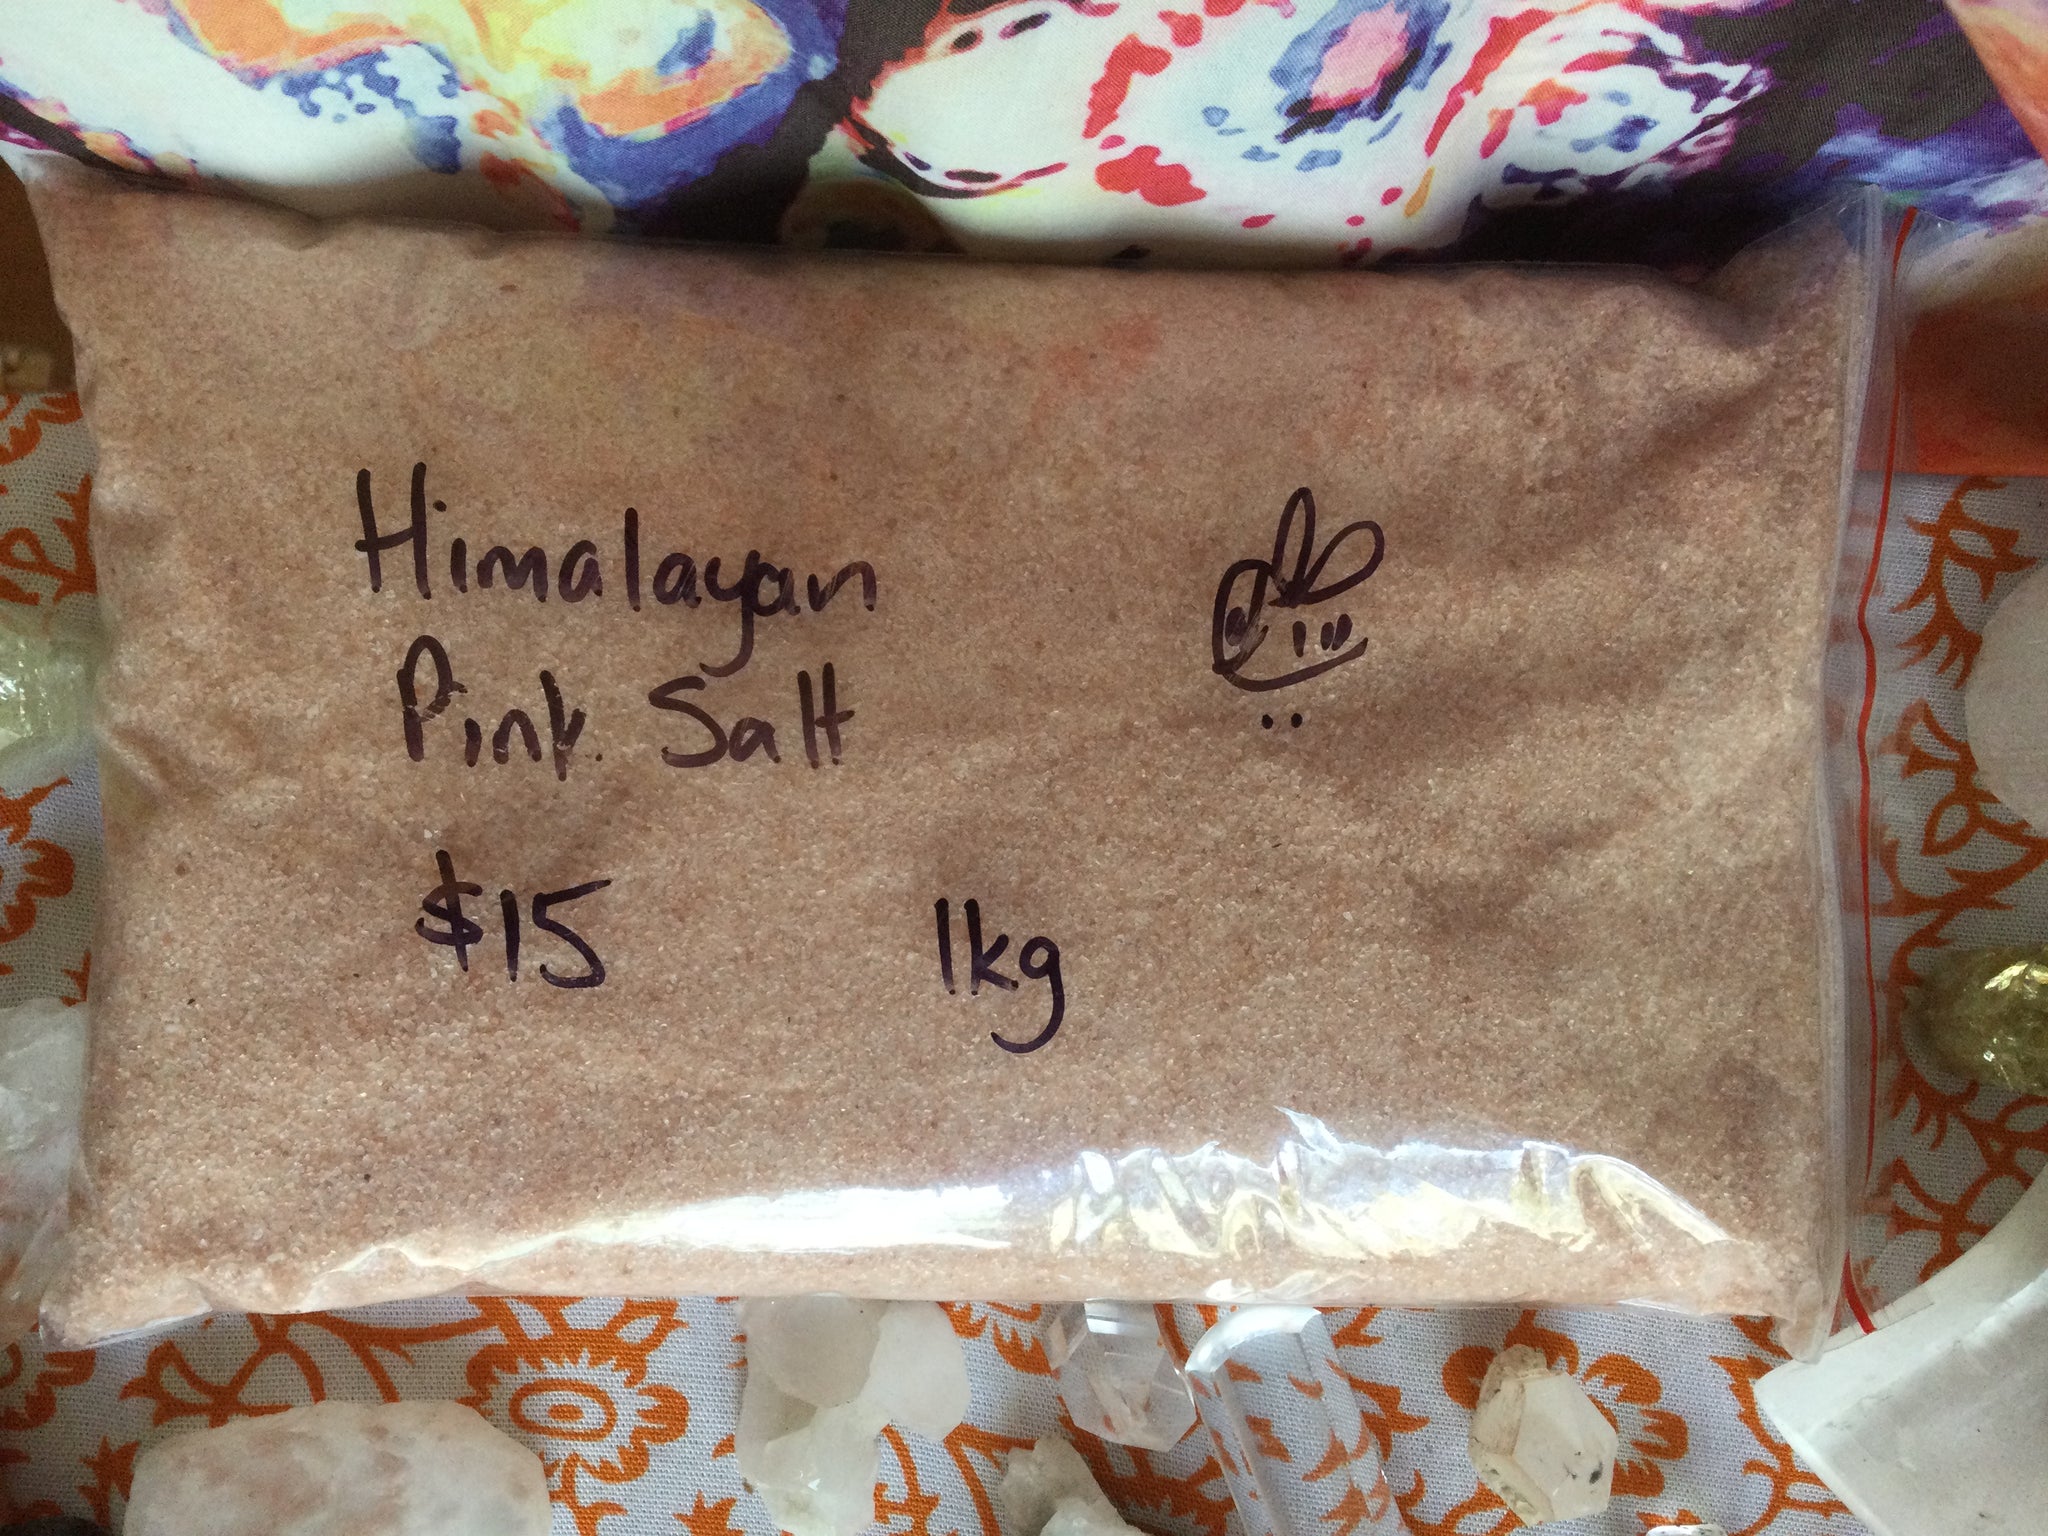 Himalayan
Pink Salt
$15 1kg